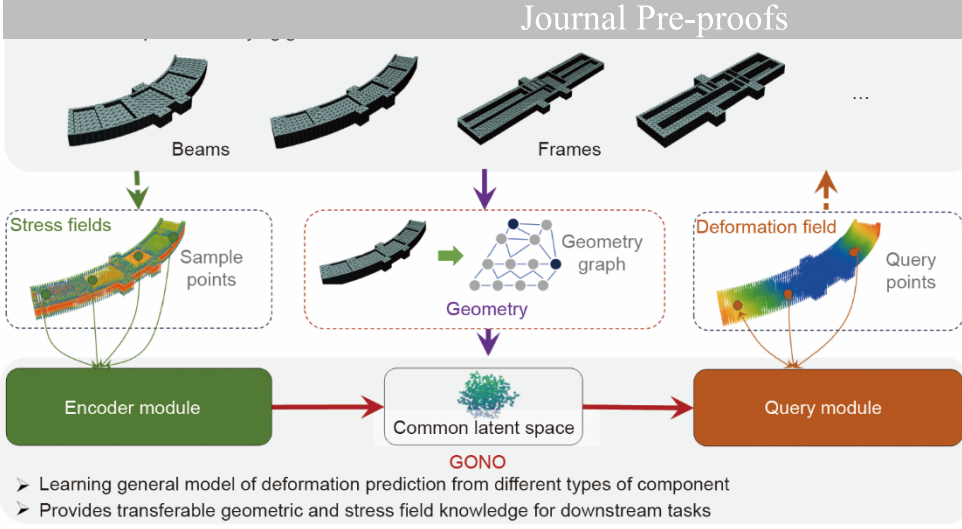 Journal Pre-proofs
Beams
Frames
...
Stress fields
Sample
points
Geometry
graph
Geometry
Deformation field
Query
points
Encoder module
Common latent space
Query module
GONO
➤ Learning general model of deformation prediction from different types of component
➤ Provides transferable geometric and stress field knowledge for downstream tasks